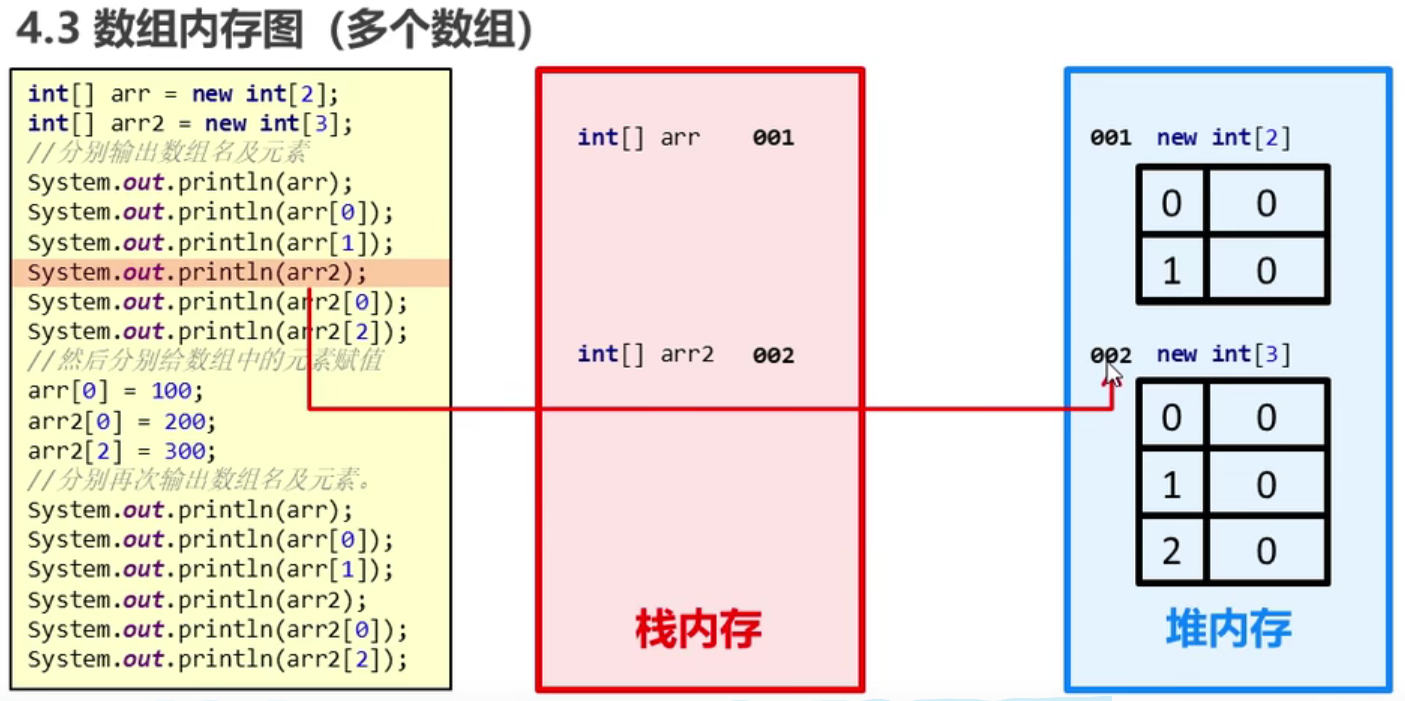 4.3 数组内存图（多个数组）
int[] arr = new int[2];
int[] arr2 = new int[3];
//分别输出数组名及元素
System.out.println(arr);
System.out.println(arr[0]);
System.out.println(arr[1]);
System.out.println(arr2);
System.out.println(arr2[0]);
System.out.println(arr2[2]);
//然后分别给数组中的元素赋值
arr[0] = 100;
arr2[0] = 200;
arr2[2] = 300;
//分别再次输出数组名及元素。
System.out.println(arr);
System.out.println(arr[0]);
System.out.println(arr[1]);
System.out.println(arr2);
System.out.println(arr2[0]);
System.out.println(arr2[2]);
int[] arr 001
int[] arr2 002
栈内存
001 new int[2]
0 0
1 0
002 new int[3]
0 0
1 0
2 0
堆内存